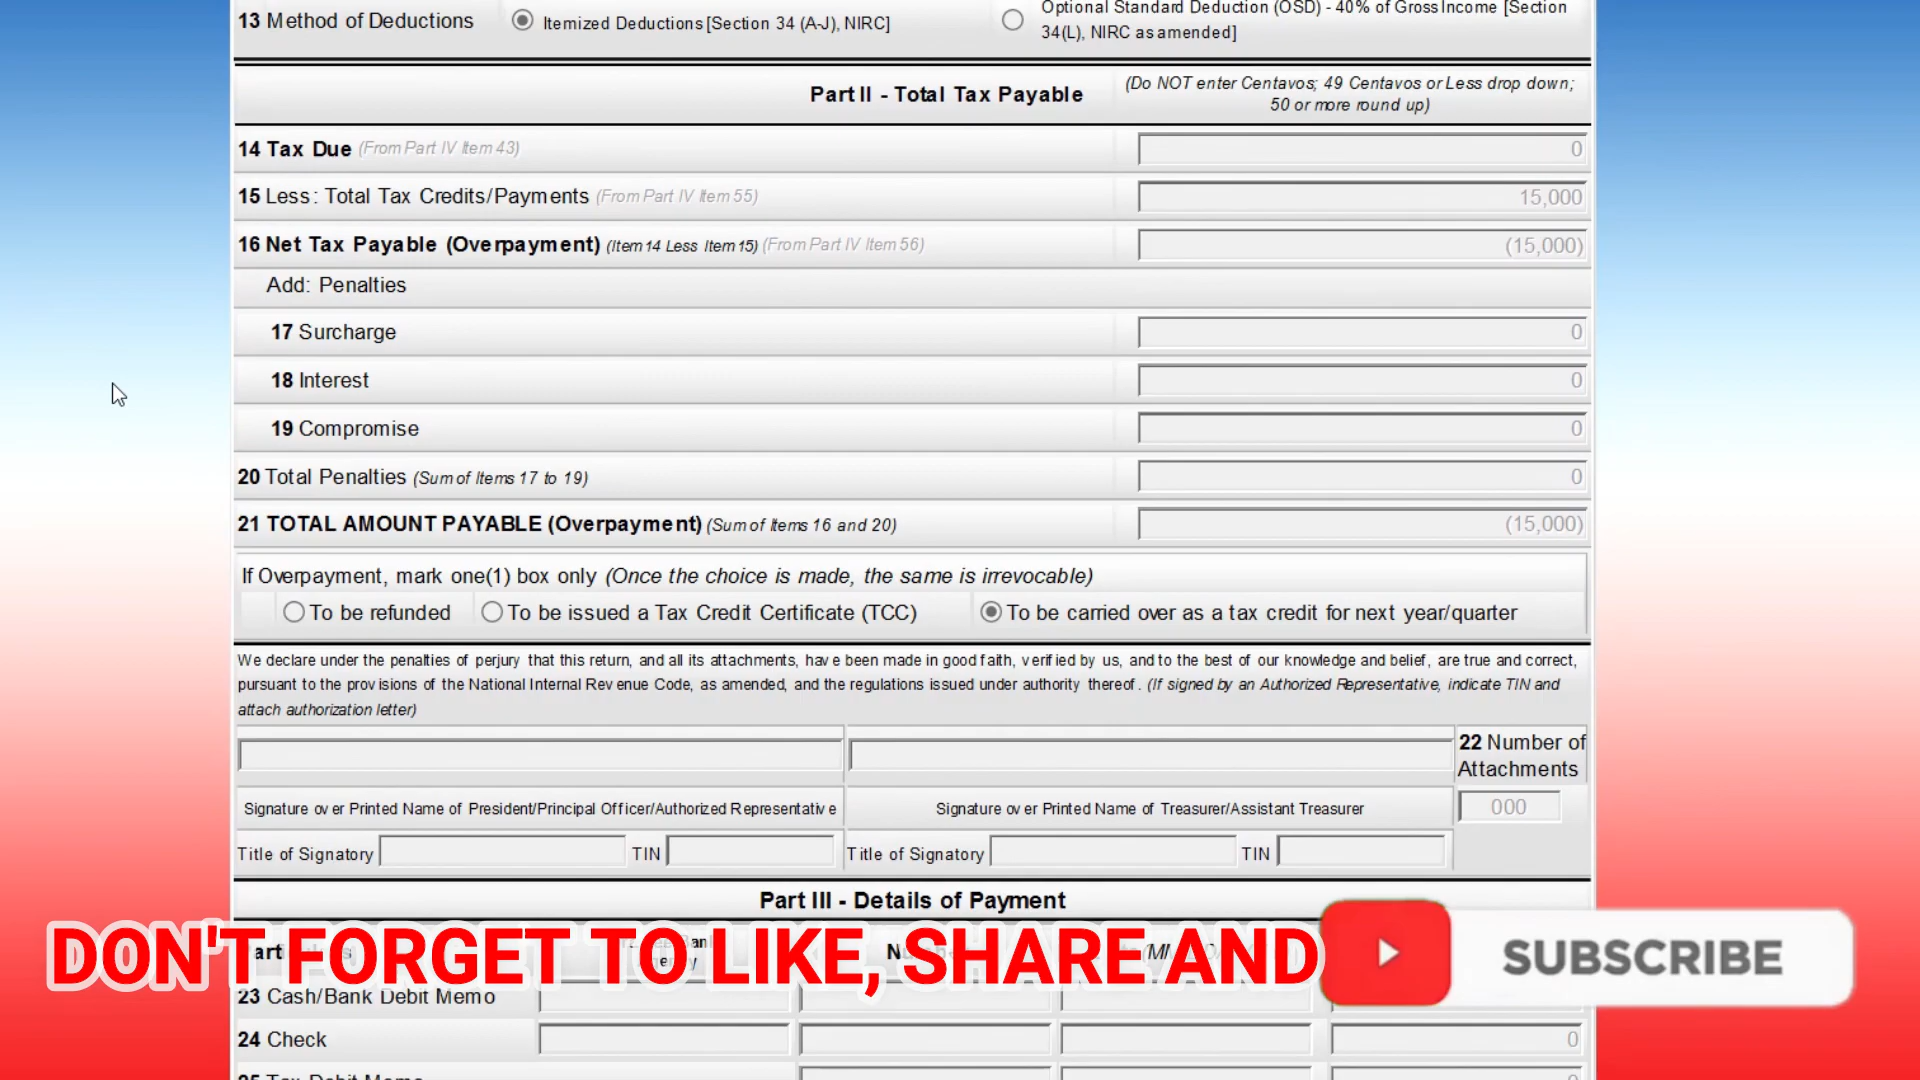 13 Method of Deductions
Itemized Deductions [Section 34 (A-J), NIRC]
Optional Standard Deduction (OSD) - 40% of Gross Income [Section
34(L), NIRC as amended]
Part II - Total Tax Payable
(Do NOT enter Centavos; 49 Centavos or Less drop down;
50 or more round up)
14 Tax Due (From Part IV Item 43)
0
15 Less: Total Tax Credits/Payments (From Part IV Item 55)
15,000
16 Net Tax Payable (Overpayment) (Item 14 Less Item 15) (From Part IV Item 56)
(15,000)
Add: Penalties
17 Surcharge
0
18 Interest
0
19 Compromise
0
20 Total Penalties (Sum of Items 17 to 19)
0
21 TOTAL AMOUNT PAYABLE (Overpayment) (Sum of Items 16 and 20)
(15,000)
If Overpayment, mark one(1) box only (Once the choice is made, the same is irrevocable)
To be refunded
To be issued a Tax Credit Certificate (TCC)
To be carried over as a tax credit for next year/quarter
We declare under the penalties of perjury that this return, and all its attachments, have been made in good faith, verified by us, and to the best of our knowledge and belief, are true and correct,
pursuant to the provisions of the National Internal Revenue Code, as amended, and the regulations issued under authority thereof. (If signed by an Authorized Representative, indicate TIN and
attach authorization letter)
22 Number of
Attachments
000
Signature over Printed Name of President/Principal Officer/Authorized Representative
Signature over Printed Name of Treasurer/Assistant Treasurer
Title of Signatory
TIN
Title of Signatory
TIN
Part III - Details of Payment
DON'T FORGET TO LIKE, SHARE AND
SUBSCRIBE
23 Cash/Bank Debit Memo
24 Check
0